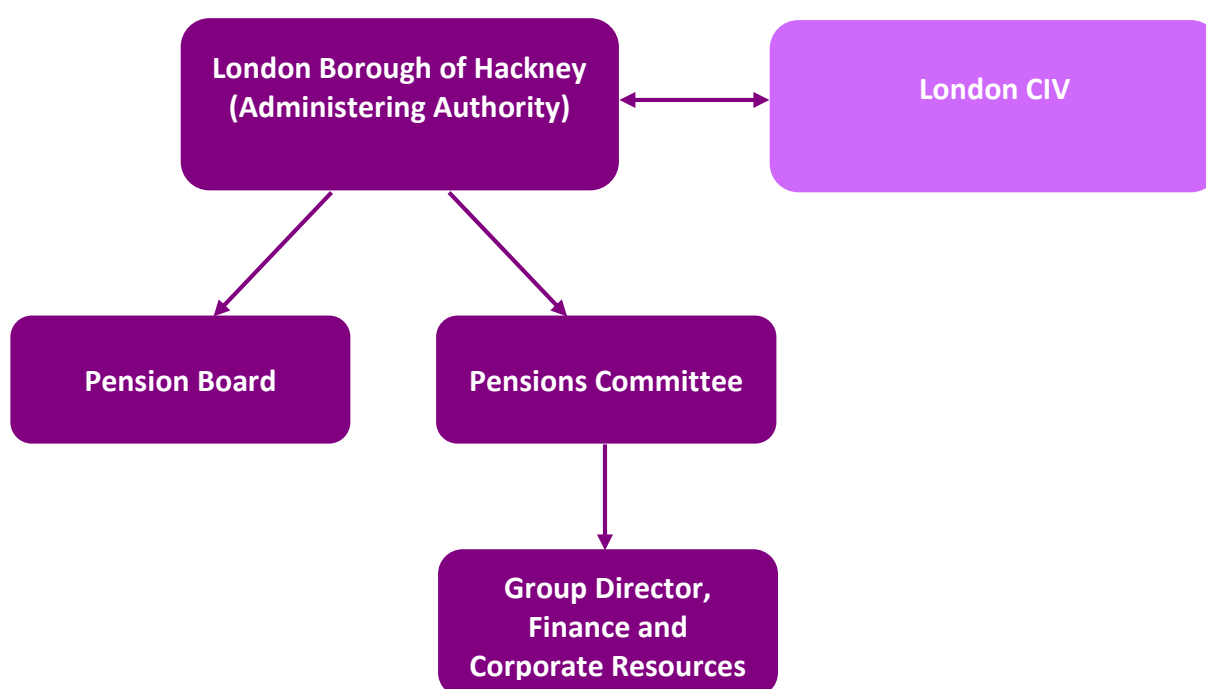 London Borough of Hackney
(Administering Authority)
London CIV
Pension Board
Pensions Committee
Group Director,
Finance and
Corporate Resources